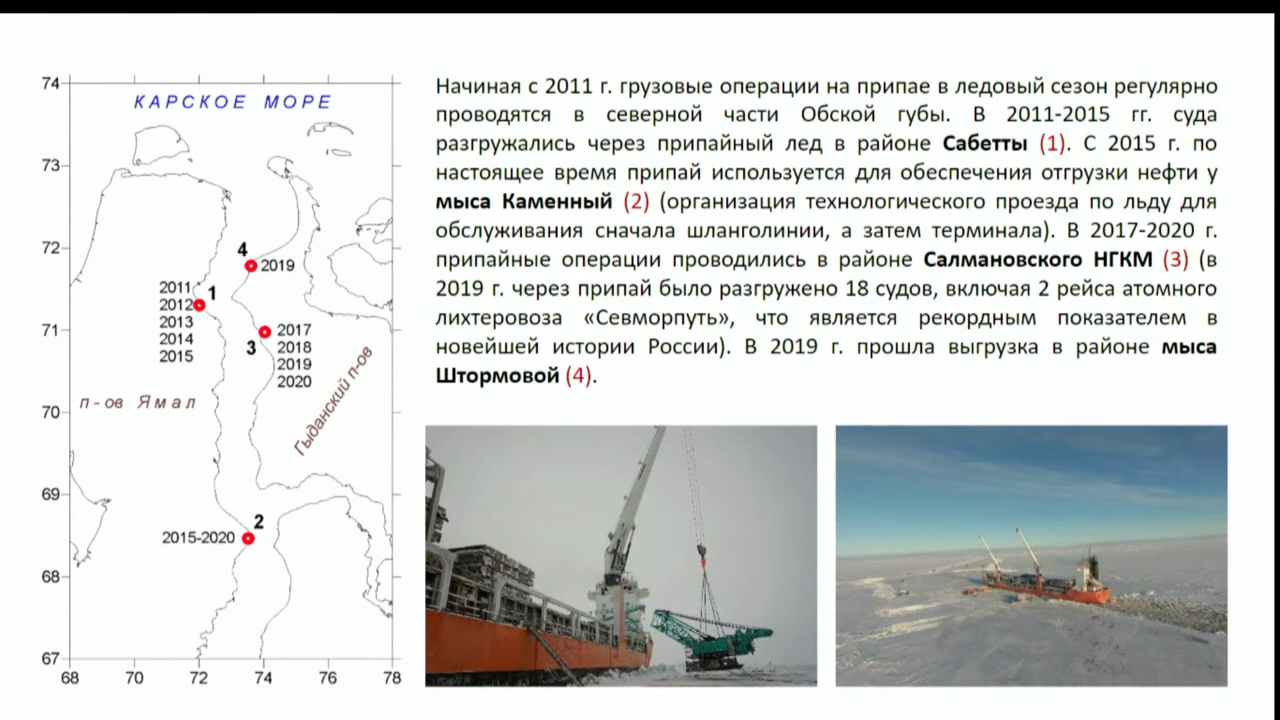 Начиная с 2011 г. грузовые операции на припае в ледовый сезон регулярно
проводятся в северной части Обской губы. В 2011-2015 гг. суда
разгружались через припайный лед в районе Сабетты (1). С 2015 г. по
настоящее время припай используется для обеспечения отгрузки нефти у
мыса Каменный (2) (организация технологического проезда по льду для
обслуживания сначала шланголинии, а затем терминала). В 2017-2020 г.
припайные операции проводились в районе Салмановского НГКМ (3) (в
2019 г. через припай было разгружено 18 судов, включая 2 рейса атомного
лихтеровоза «Севморпуть», что является рекордным показателем в
новейшей истории России). В 2019 г. прошла выгрузка в районе мыса
Штормовой (4).
74
КАРСКОЕ МОРЕ
73
72
4
2019
2011
1
2012
2013
2014
2015
71
2017
3
2018
2019
2020
70
п-ов Ямал
Гыданский п-ов
69
2
2015-2020
68
67
68
70
72
74
76
78